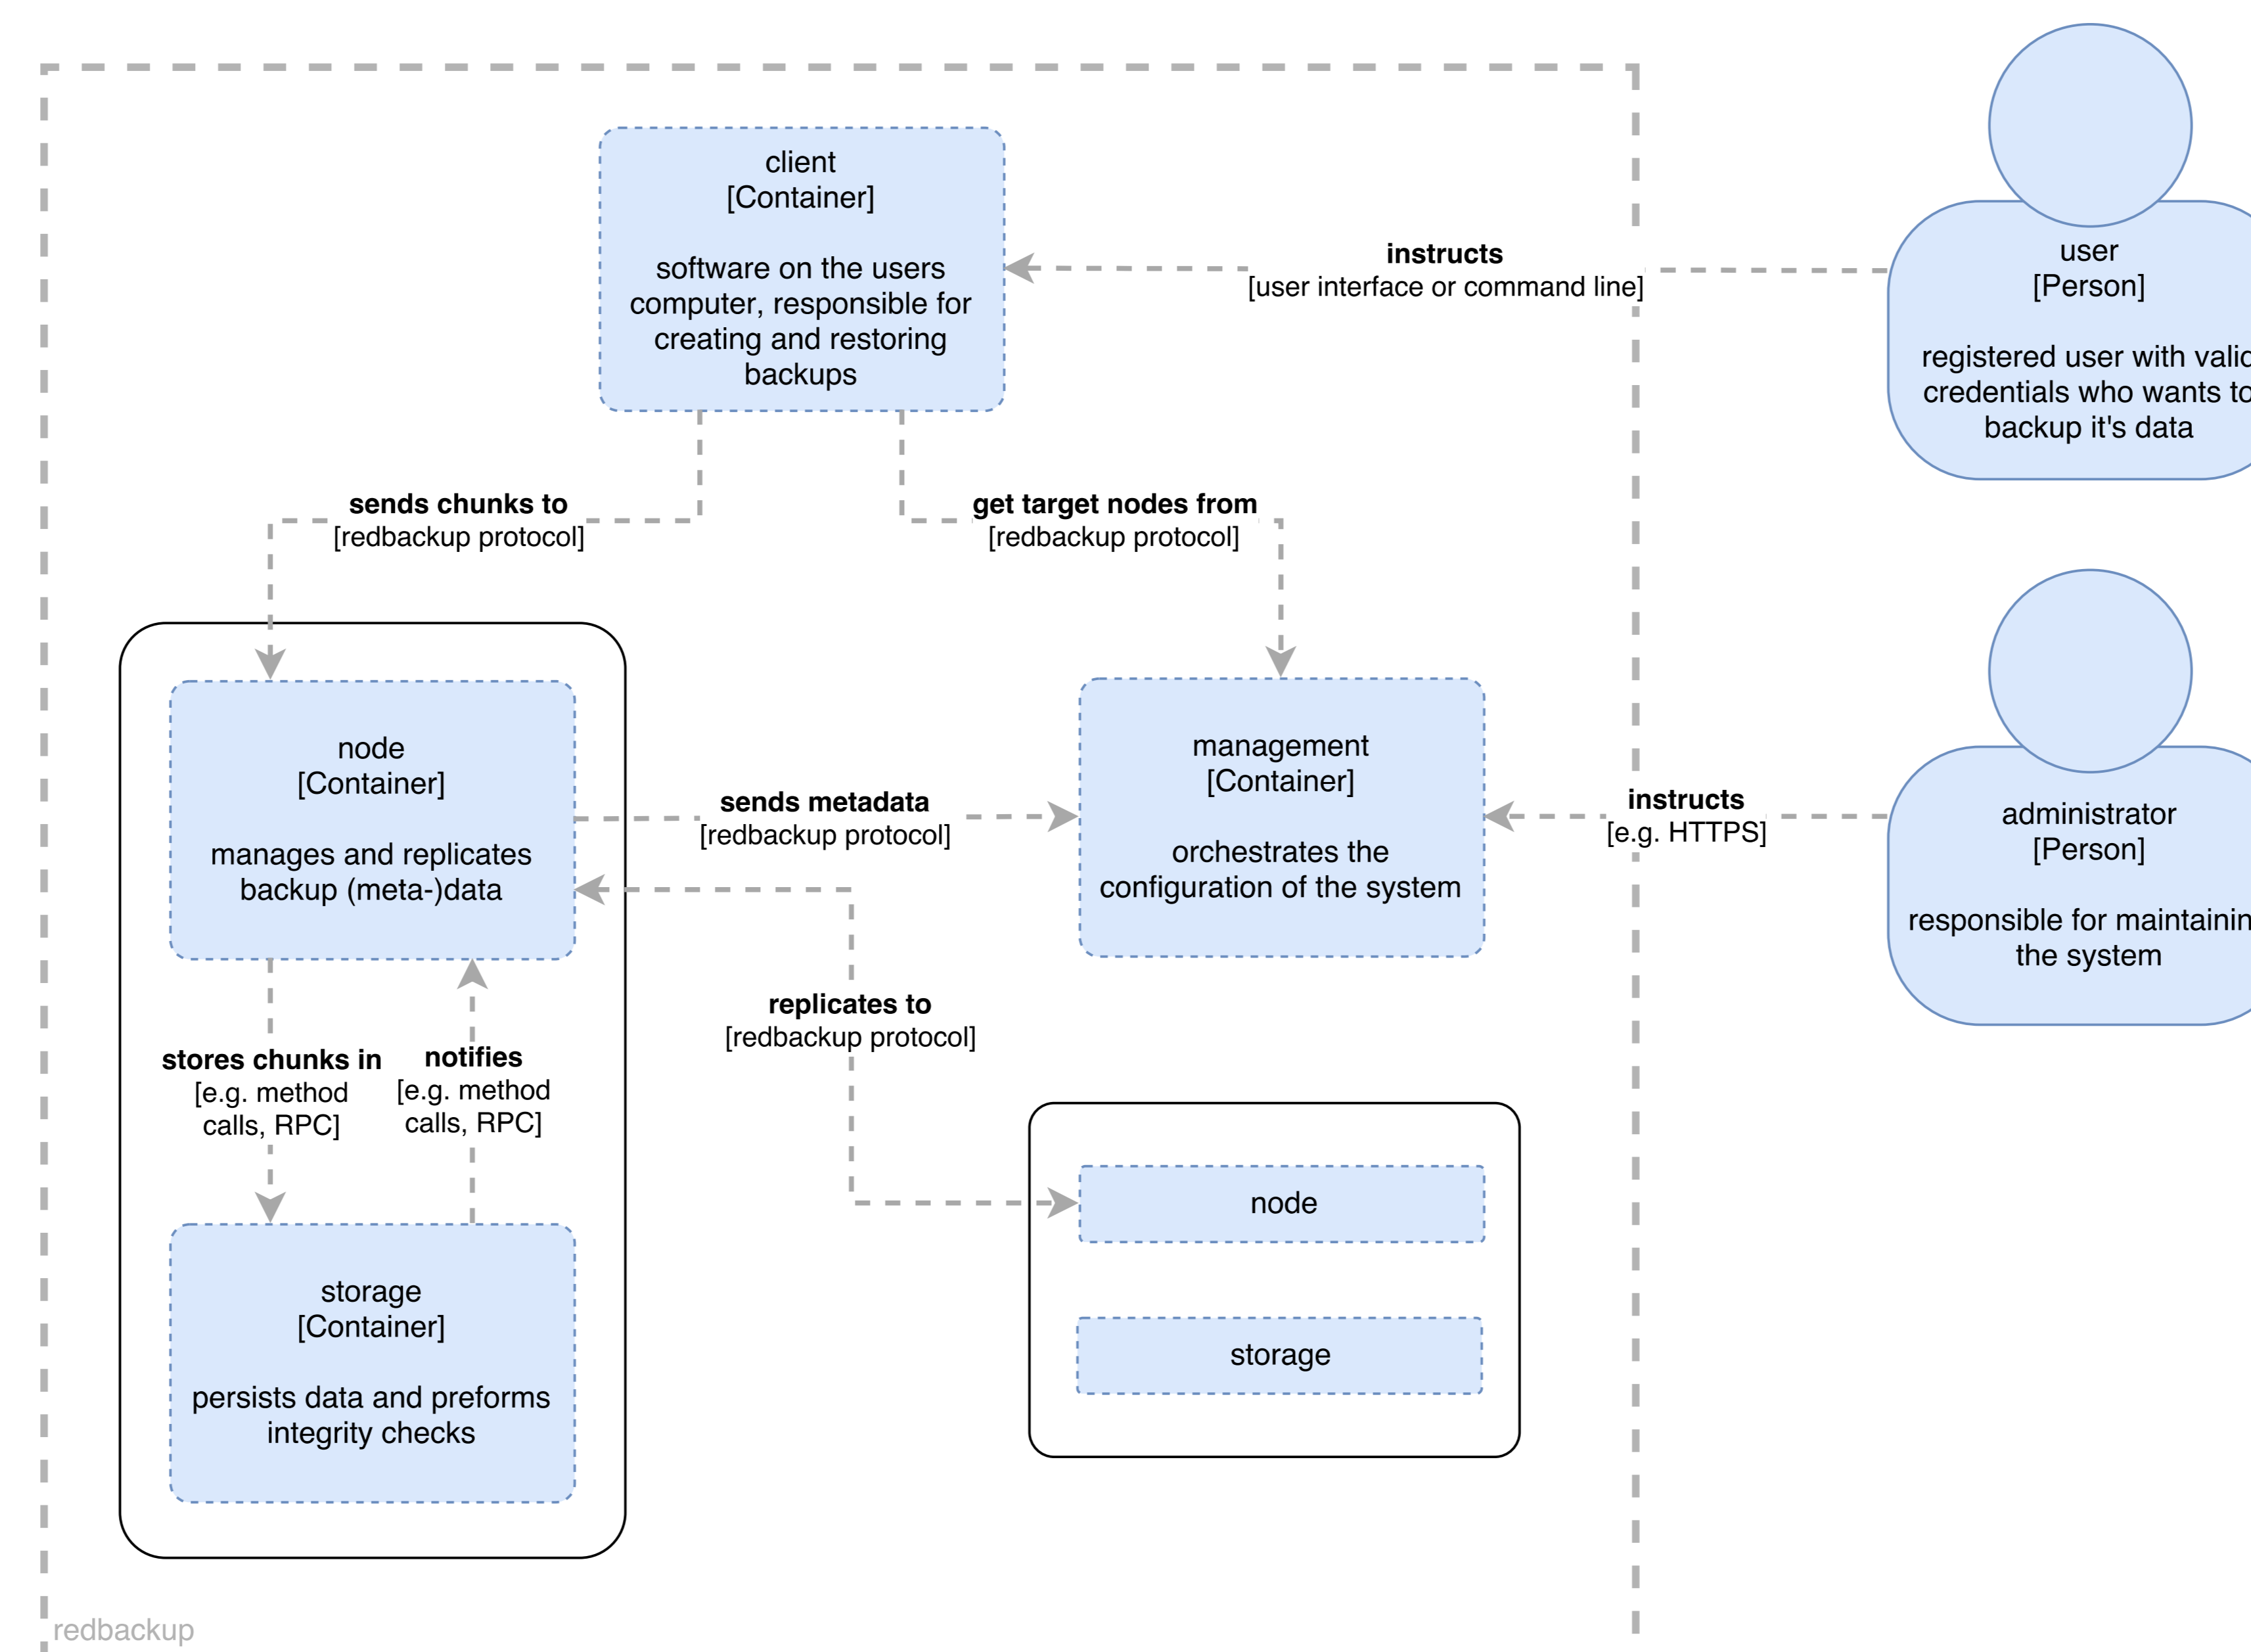 client
[Container]
software on the users
computer, responsible for
creating and restoring
backups
instructs
[user interface or command line]
user
[Person]
registered user with valid
credentials who wants to
backup it's data
sends chunks to
[redbackup protocol]
get target nodes from
[redbackup protocol]
node
[Container]
manages and replicates
backup (meta-)data
sends metadata
[redbackup protocol]
management
[Container]
orchestrates the
configuration of the system
instructs
[e.g. HTTPS]
administrator
[Person]
responsible for maintainin
the system
replicates to
[redbackup protocol]
stores chunks in
[e.g. method
calls, RPC]
notifies
[e.g. method
calls, RPC]
node
storage
storage
[Container]
persists data and preforms
integrity checks
redbackup